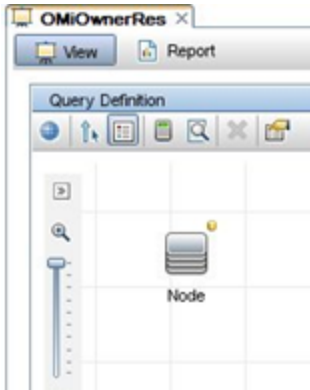 OMiOwnerRes
View
Report
Query Definition
Node